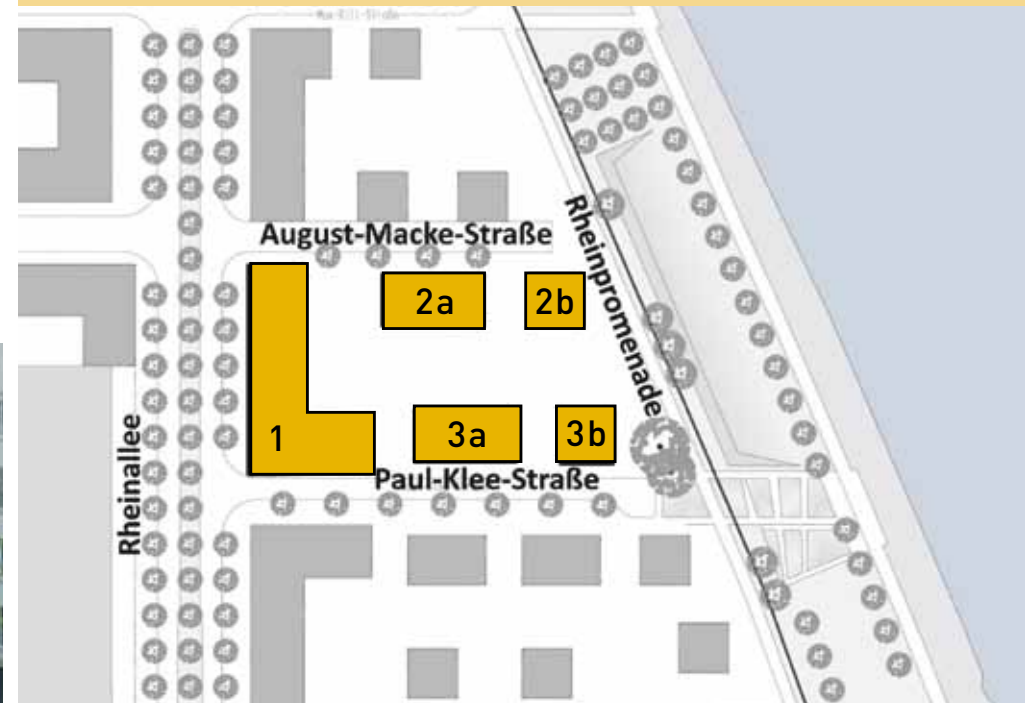 August-Macke-Straße
Rheinpromenade
2a
2b
1
3a
3b
Paul-Klee-Straße
Rheinallee